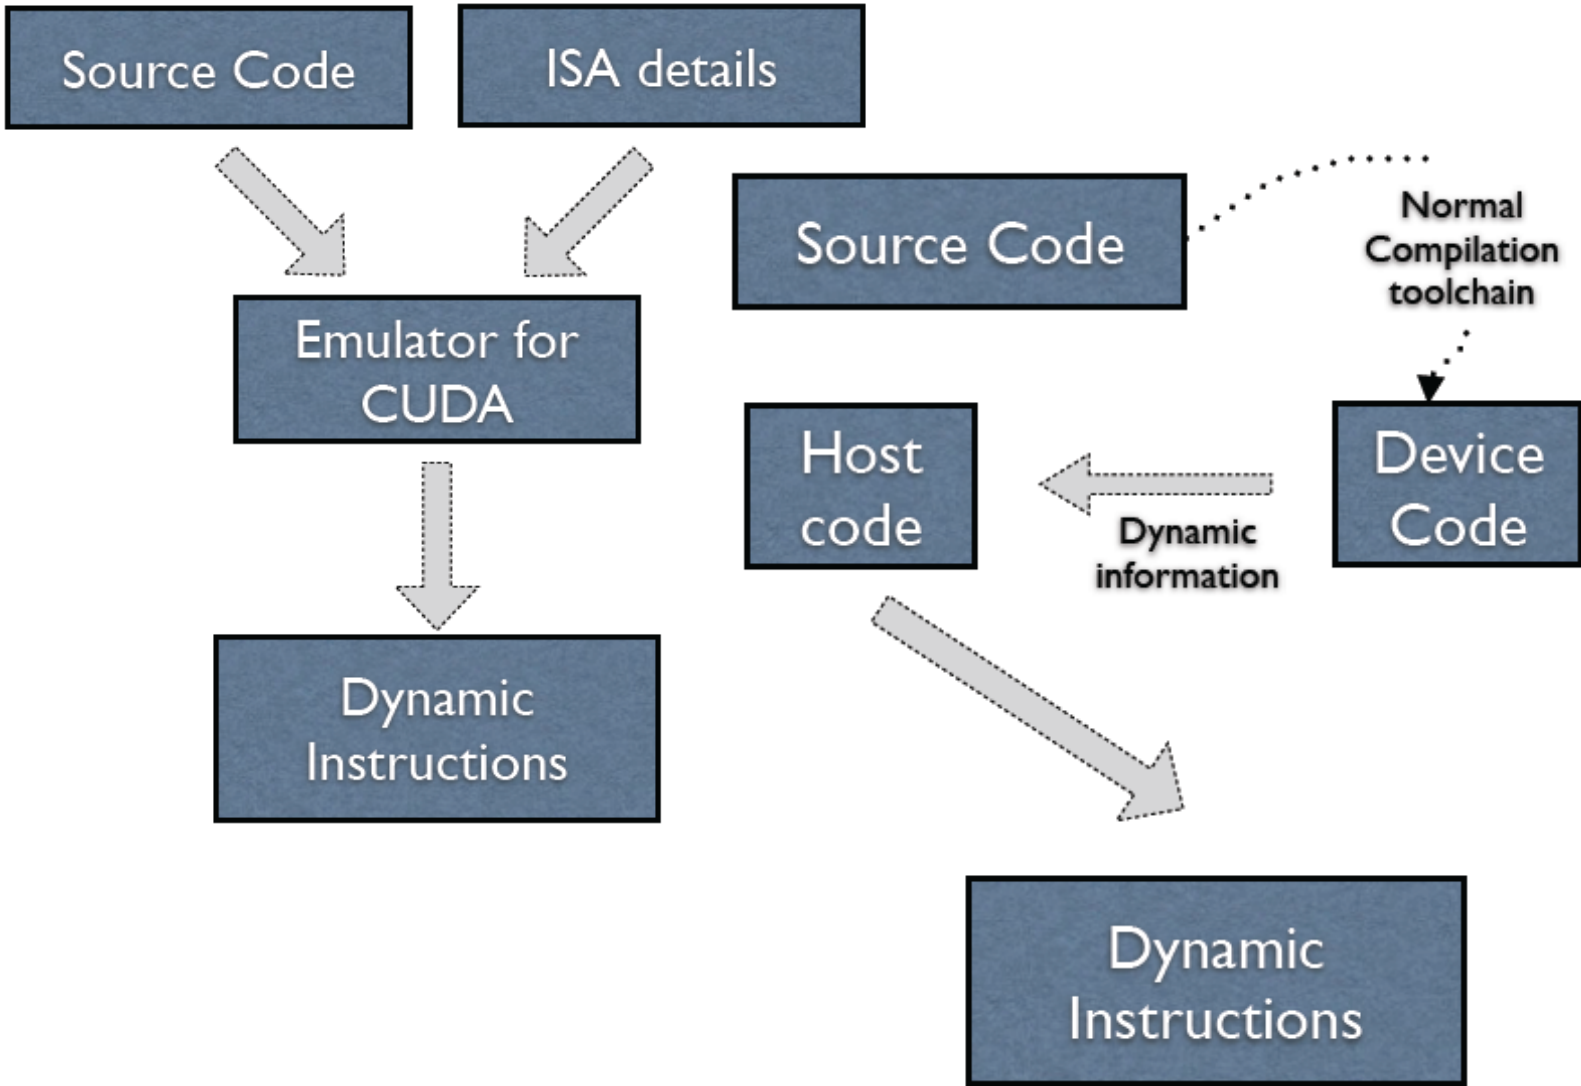 Source Code
ISA details
Emulator for
CUDA
Dynamic
Instructions
Source Code
Normal
Compilation
toolchain
Device
Code
Dynamic
information
Host
code
Dynamic
Instructions